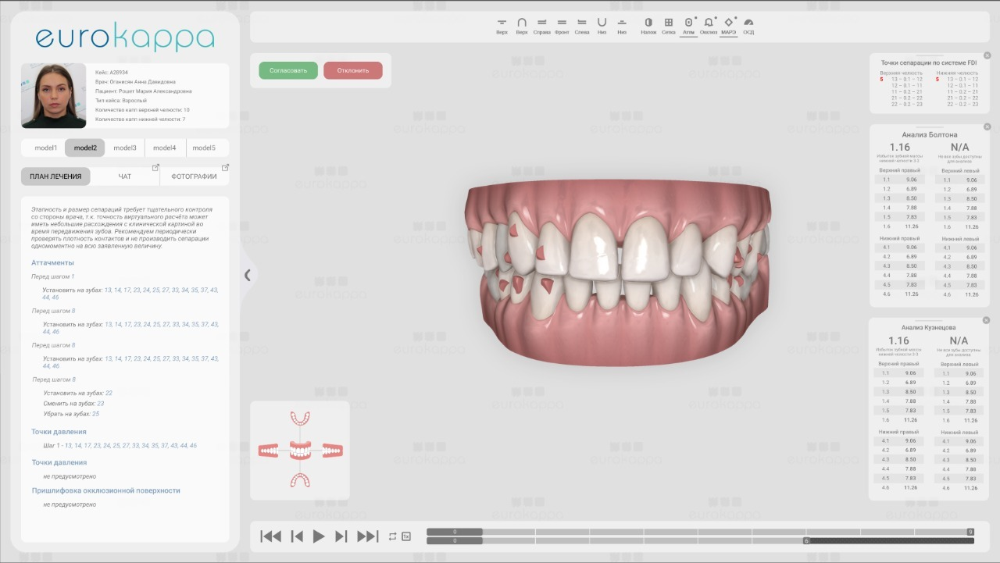 eurokappa
Кейс: A28934
Врач: Оганисян Анна Давидовна
Пациент: Рошет Мария Александровна
Тип кейса: Взрослый
Количество капп верхней челюсти: 10
Количество капп нижней челюсти: 7
model1 model2 model3 model4 model5
ПЛАН ЛЕЧЕНИЯ ЧАТ ФОТОГРАФИИ
Этапность и размер сепараций требует тщательного контроля
со стороны врача, т.к. точность виртуального расчёта может
иметь небольшие расхождения с клинической картиной во
время передвижения зубов. Рекомендуем периодически
проверять плотность контактов и не производить сепарации
одномоментно на всю заявленную величину.
Аттачменты
Перед шагом 1
Установить на зубах: 13, 14, 17, 23, 24, 25, 27, 33, 34, 35, 37, 43,
44, 46
Перед шагом 8
Установить на зубах: 13, 14, 17, 23, 24, 25, 27, 33, 34, 35, 37, 43,
44, 46
Перед шагом 8
Установить на зубах: 13, 14, 17, 23, 24, 25, 27, 33, 34, 35, 37, 43,
44, 46
Перед шагом 8
Установить на зубах: 22
Сменить на зубах: 23
Убрать на зубах: 25
Точки давления
Шаг 1 - 13, 14, 17, 23, 24, 25, 27, 33, 34, 35, 37, 43, 44, 46
Точки давления
не предусмотрено
Пришлифовка окклюзионной поверхности
не предусмотрено
Верх Верх Справа Фронт Слева Низ Низ Налож Сетка Аттм Окклюз МАРЭ ОСД
Согласовать Отклонить
Точки сепарации по системе FDI
Верхняя челюсть Нижняя челюсть
5 13 – 0.1 – 12 5 13 – 0.1 – 12
12 – 0.1 – 11 12 – 0.1 – 11
11 – 0.2 – 21 11 – 0.2 – 21
21 – 0.2 – 22 21 – 0.2 – 22
22 – 0.2 – 23 22 – 0.2 – 23
Анализ Болтона
1.16 N/A
Избыток зубной массы Не все зубы доступны
нижней челюсти 3-3 для анализа
Верхний правый Верхний левый
1.1 9.06 1.1 9.06
1.2 6.89 1.2 6.89
1.3 8.50 1.3 8.50
1.4 7.88 1.4 7.88
1.5 7.83 1.5 7.83
1.6 11.26 1.6 11.26
Нижний правый Нижний левый
4.1 9.06 4.1 9.06
4.2 6.89 4.2 6.89
4.3 8.50 4.3 8.50
4.4 7.88 4.4 7.88
4.5 7.83 4.5 7.83
4.6 11.26 4.6 11.26
Анализ Кузнецова
1.16 N/A
Избыток зубной массы Не все зубы доступны
нижней челюсти 3-3 для анализа
Верхний правый Верхний левый
1.1 9.06 1.1 9.06
1.2 6.89 1.2 6.89
1.3 8.50 1.3 8.50
1.4 7.88 1.4 7.88
1.5 7.83 1.5 7.83
1.6 11.26 1.6 11.26
Нижний правый Нижний левый
4.1 9.06 4.1 9.06
4.2 6.89 4.2 6.89
4.3 8.50 4.3 8.50
4.4 7.88 4.4 7.88
4.5 7.83 4.5 7.83
4.6 11.26 4.6 11.26
1x
0 9
0 6